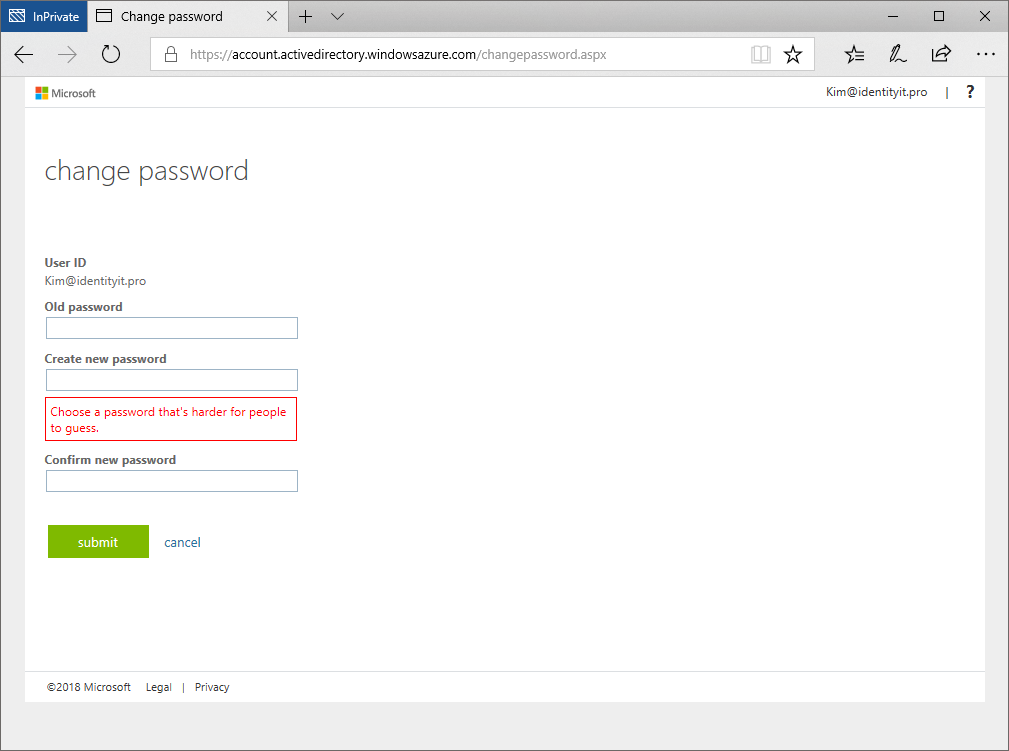 InPrivate
Change password
https://account.activedirectory.windowsazure.com/changepassword.aspx
Microsoft
Kim@identityit.pro | ?
change password
User ID
Kim@identityit.pro
Old password
Create new password
Choose a password that's harder for people
to guess.
Confirm new password
submit cancel
©2018 Microsoft Legal | Privacy